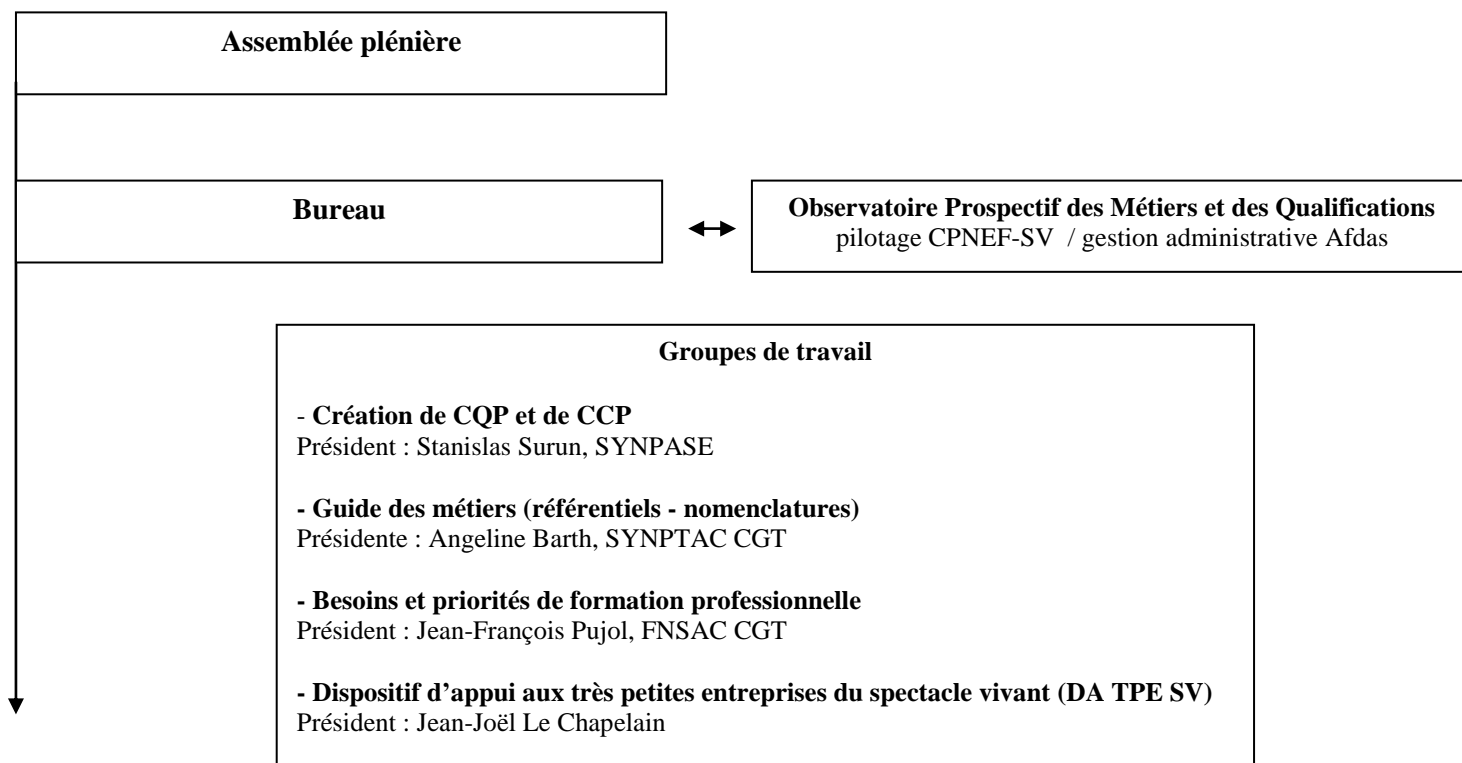 Assemblée plénière
Bureau
Observatoire Prospectif des Métiers et des Qualifications
pilotage CPNEF-SV / gestion administrative Afdas
Groupes de travail
- Création de CQP et de CCP
Président : Stanislas Surun, SYNPASE
- Guide des métiers (référentiels - nomenclatures)
Présidente : Angeline Barth, SYNPTAC CGT
- Besoins et priorités de formation professionnelle
Président : Jean-François Pujol, FNSAC CGT
- Dispositif d’appui aux très petites entreprises du spectacle vivant (DA TPE SV)
Président : Jean-Joël Le Chapelain